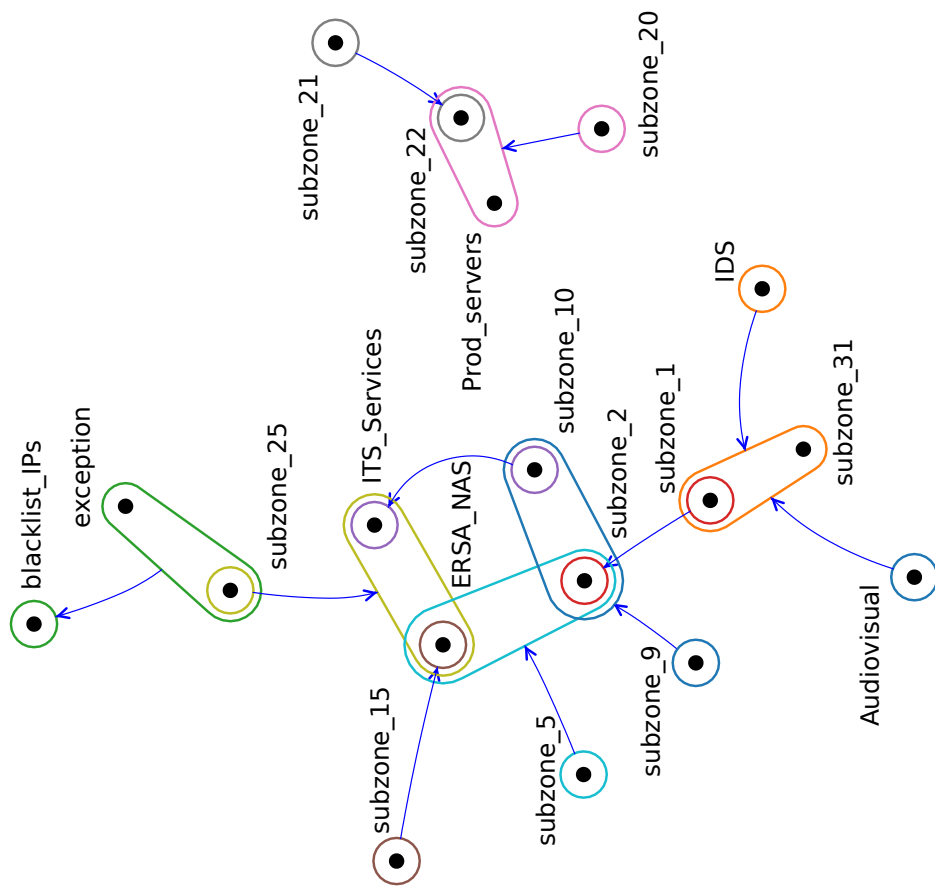 blacklist_IPs
exception
subzone_25
ITS_Services
ERSA_NAS
subzone_15
subzone_5
subzone_9
subzone_2
subzone_10
subzone_1
subzone_31
IDS
Audiovisual
subzone_21
subzone_22
Prod_servers
subzone_20